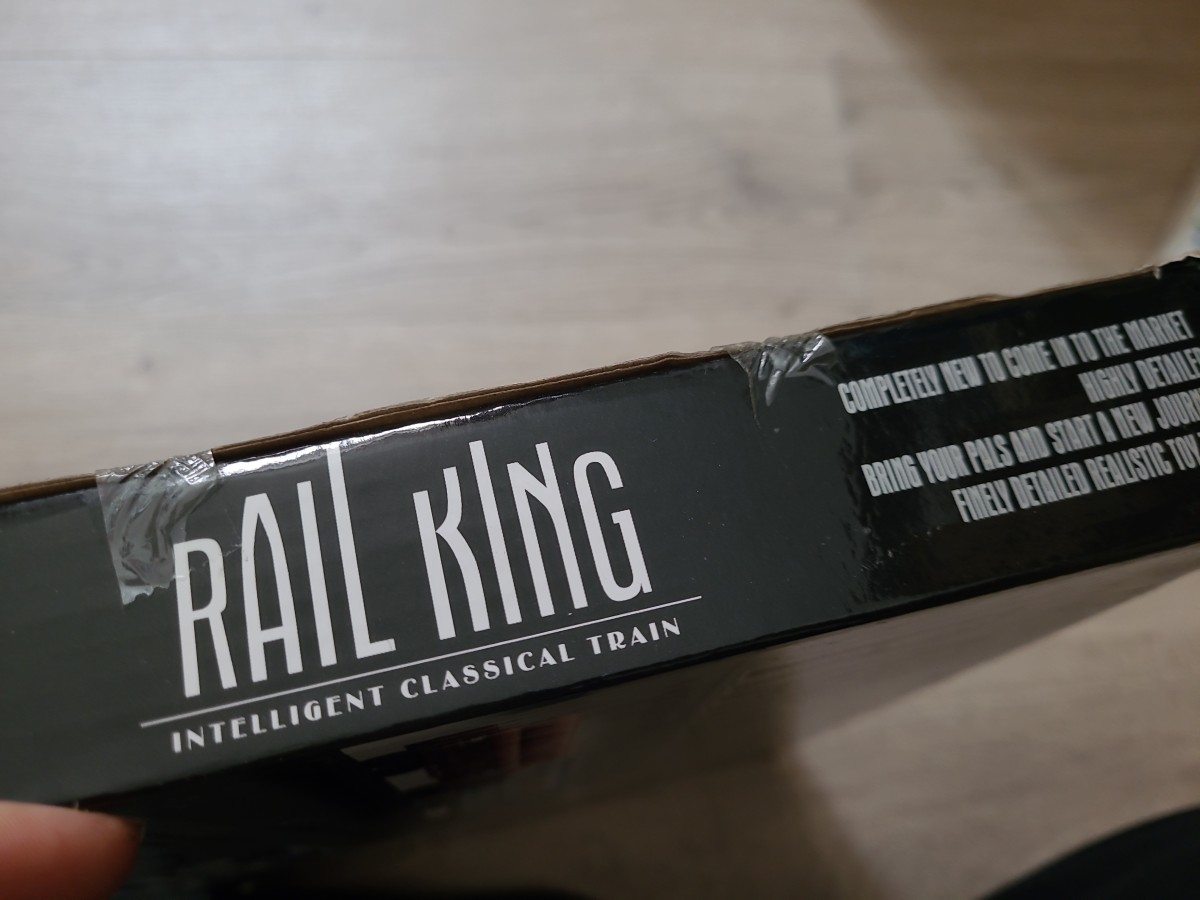 RAIL KING
INTELLIGENT CLASSICAL TRAIN
COMPLETELY NEW TO COME IN TO THE MARKET
HIGHLY DETAILED
BRING YOUR PALS AND START A NEW
FINELY DETAILED REALISTIC